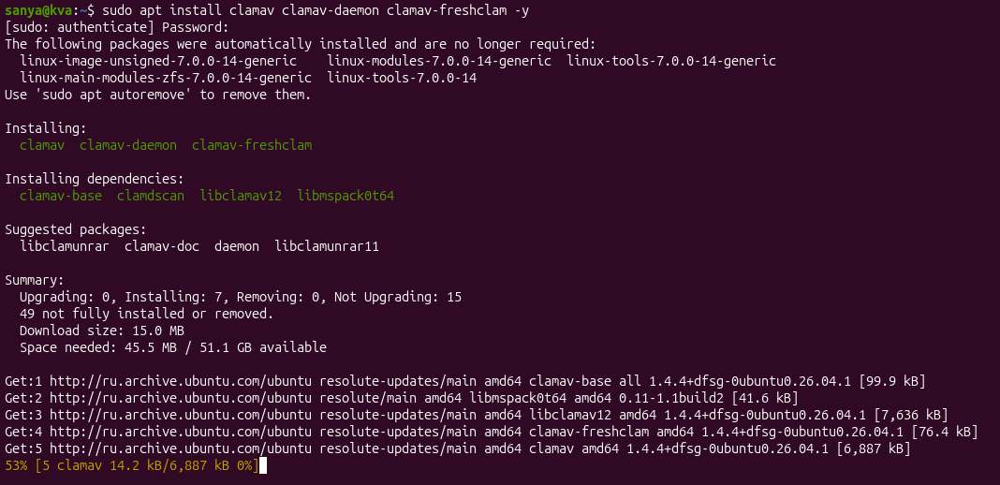 sanya@kva:~$ sudo apt install clamav clamav-daemon clamav-freshclam -y
[sudo: authenticate] Password:
The following packages were automatically installed and are no longer required:
  linux-image-unsigned-7.0.0-14-generic    linux-modules-7.0.0-14-generic  linux-tools-7.0.0-14-generic
  linux-main-modules-zfs-7.0.0-14-generic  linux-tools-7.0.0-14
Use 'sudo apt autoremove' to remove them.

Installing:
  clamav  clamav-daemon  clamav-freshclam

Installing dependencies:
  clamav-base  clamdscan  libclamav12  libmspack0t64

Suggested packages:
  libclamunrar  clamav-doc  daemon  libclamunrar11

Summary:
  Upgrading: 0, Installing: 7, Removing: 0, Not Upgrading: 15
  49 not fully installed or removed.
  Download size: 15.0 MB
  Space needed: 45.5 MB / 51.1 GB available

Get:1 http://ru.archive.ubuntu.com/ubuntu resolute-updates/main amd64 clamav-base all 1.4.4+dfsg-0ubuntu0.26.04.1 [99.9 kB]
Get:2 http://ru.archive.ubuntu.com/ubuntu resolute/main amd64 libmspack0t64 amd64 0.11-1.1build2 [41.6 kB]
Get:3 http://ru.archive.ubuntu.com/ubuntu resolute-updates/main amd64 libclamav12 amd64 1.4.4+dfsg-0ubuntu0.26.04.1 [7,636 kB]
Get:4 http://ru.archive.ubuntu.com/ubuntu resolute-updates/main amd64 clamav-freshclam amd64 1.4.4+dfsg-0ubuntu0.26.04.1 [76.4 kB]
Get:5 http://ru.archive.ubuntu.com/ubuntu resolute-updates/main amd64 clamav amd64 1.4.4+dfsg-0ubuntu0.26.04.1 [6,887 kB]
53% [5 clamav 14.2 kB/6,887 kB 0%]